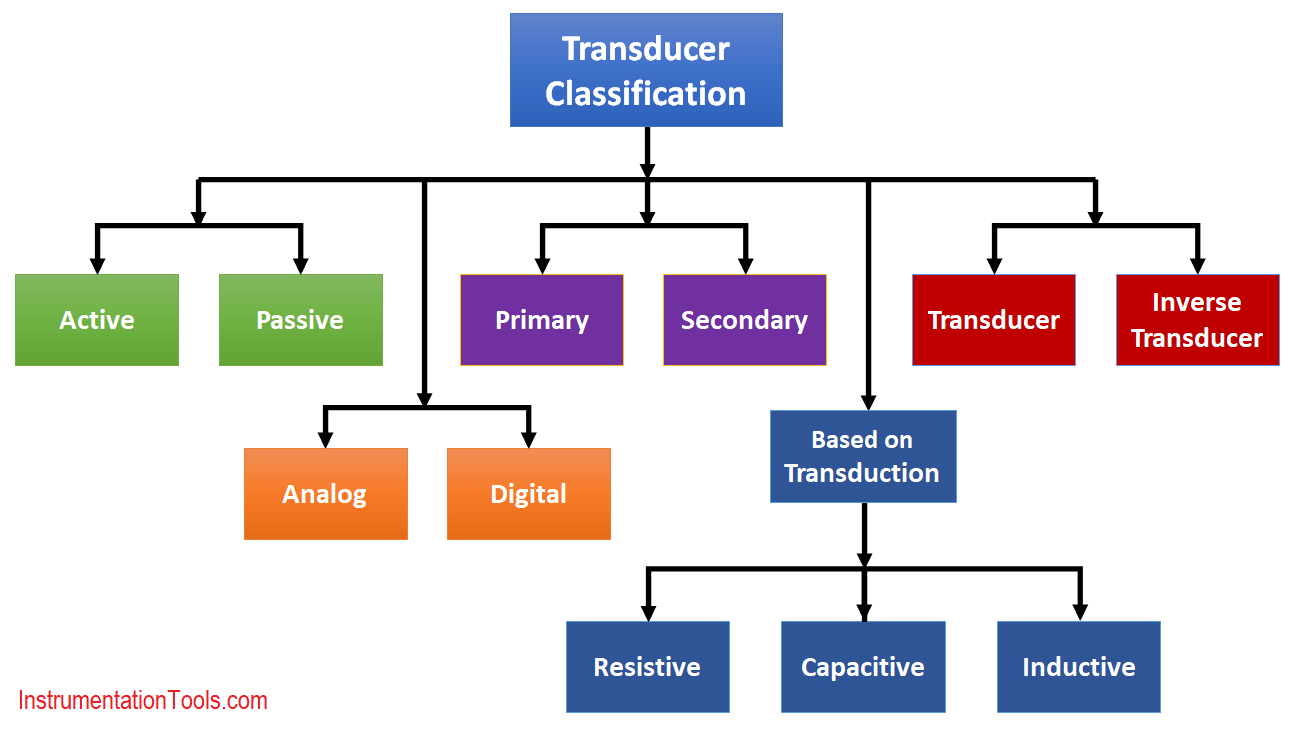 Transducer
Classification
Active
Passive
Primary
Secondary
Transducer
Inverse
Transducer
Analog
Digital
Based on
Transduction
Resistive
Capacitive
Inductive
InstrumentationTools.com